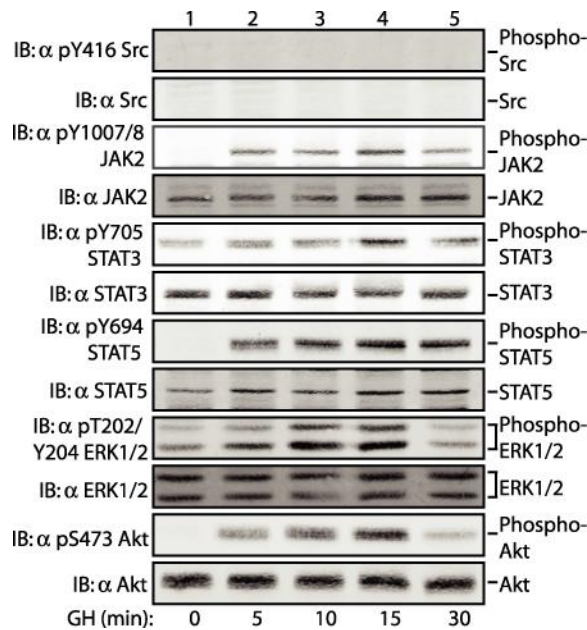 1 2 3 4 5
IB: α pY416 Src
Phospho-
Src
IB: α Src
Src
IB: α pY1007/8
JAK2
Phospho-
JAK2
IB: α JAK2
JAK2
IB: α pY705
STAT3
Phospho-
STAT3
IB: α STAT3
STAT3
IB: α pY694
STAT5
Phospho-
STAT5
IB: α STAT5
STAT5
IB: α pT202/
Y204 ERK1/2
Phospho-
ERK1/2
IB: α ERK1/2
ERK1/2
IB: α pS473 Akt
Phospho-
Akt
IB: α Akt
Akt
GH (min): 0 5 10 15 30